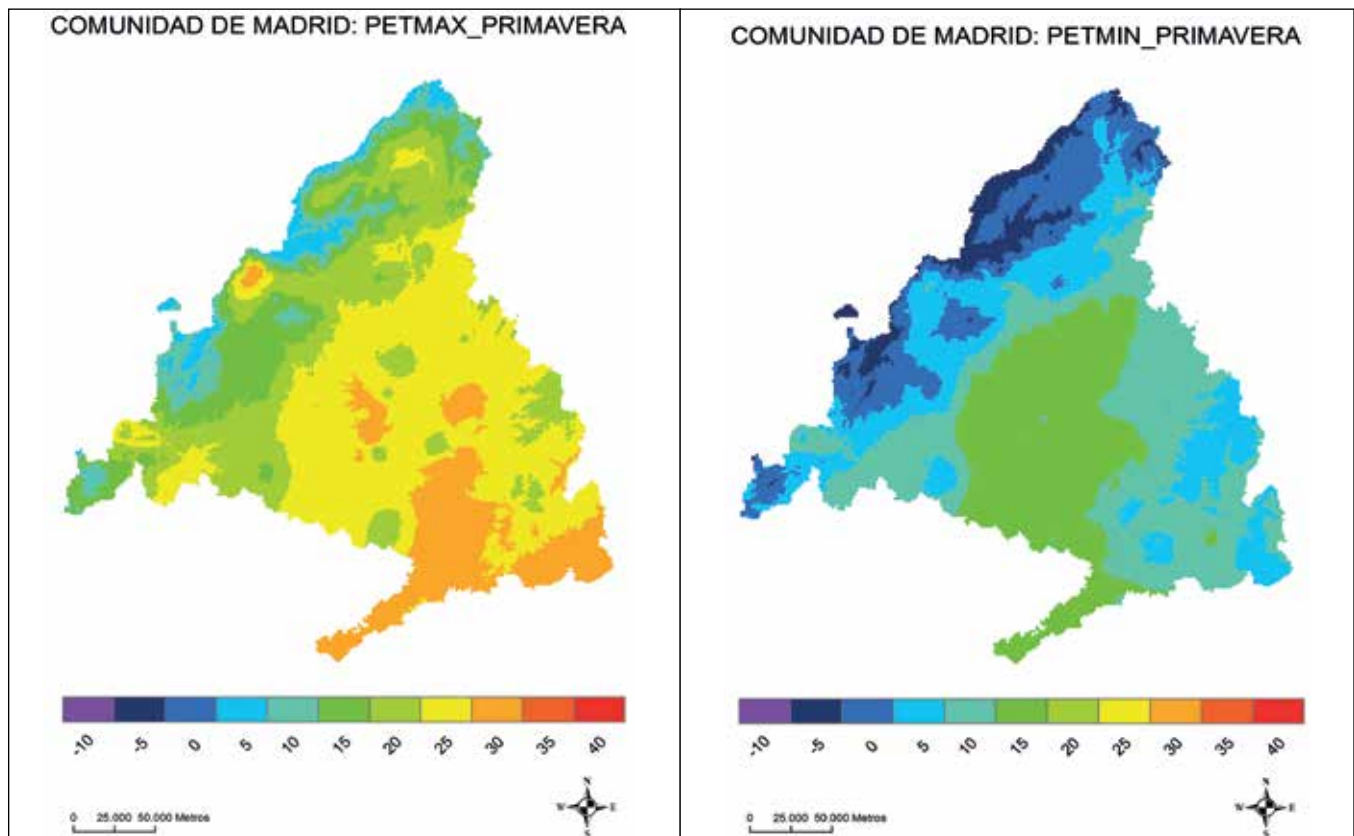 COMUNIDAD DE MADRID: PETMAX_PRIMAVERA
-10 -5 0 5 10 15 20 25 30 35 40
N
W E
S
0 25.000 50.000 Metros
COMUNIDAD DE MADRID: PETMIN_PRIMAVERA
-10 -5 0 5 10 15 20 25 30 35 40
N
W E
S
0 25.000 50.000 Metros